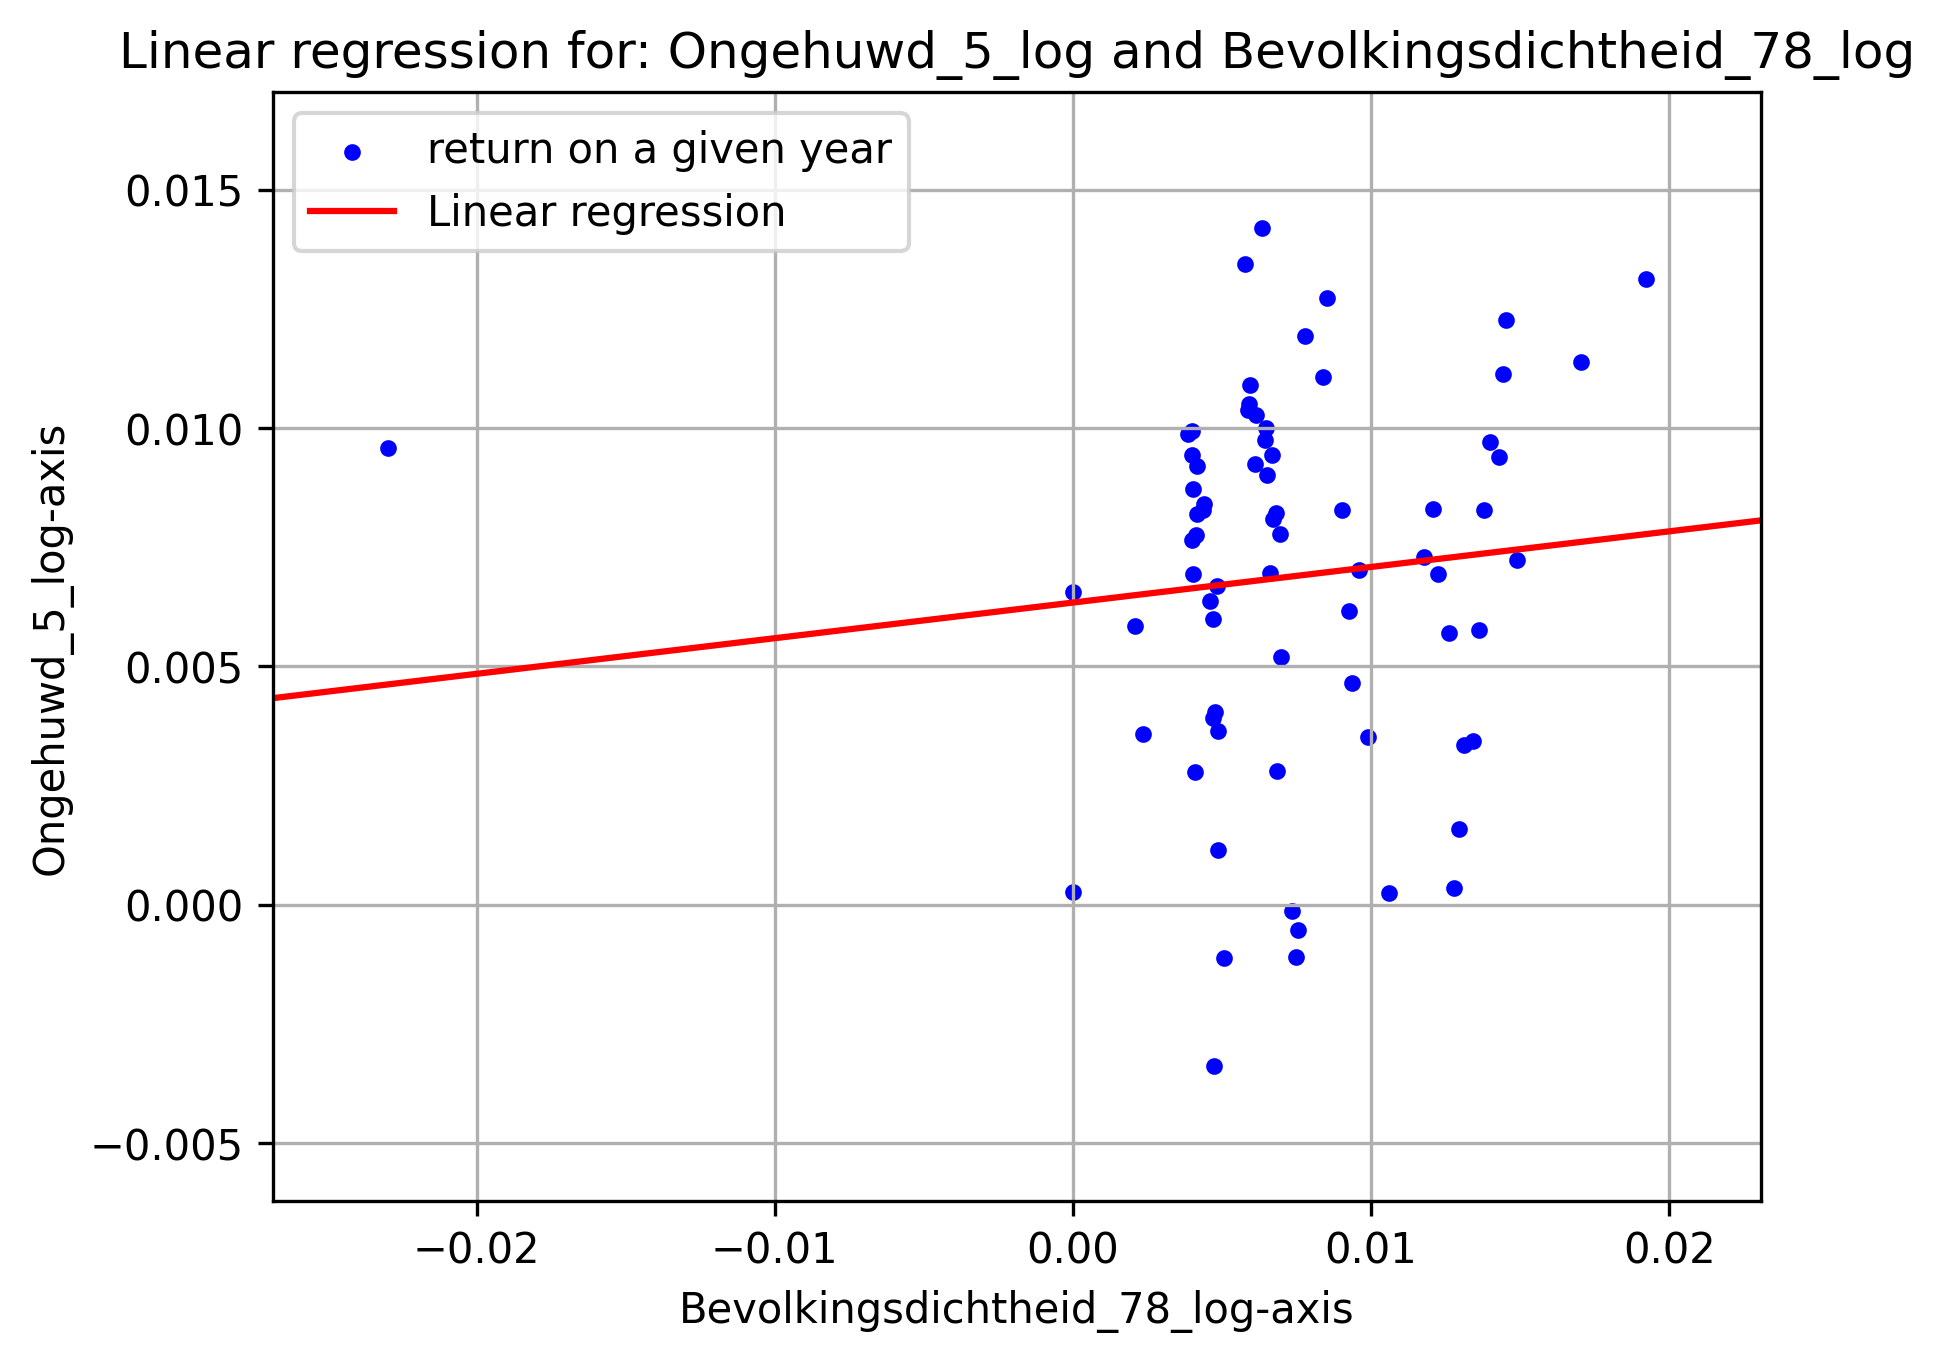 Linear regression for: Ongehuwd_5_log and Bevolkingsdichtheid_78_log
return on a given year
Linear regression
0.015
0.010
0.005
0.000
−0.005
Ongehuwd_5_log-axis
−0.02 −0.01 0.00 0.01 0.02
Bevolkingsdichtheid_78_log-axis